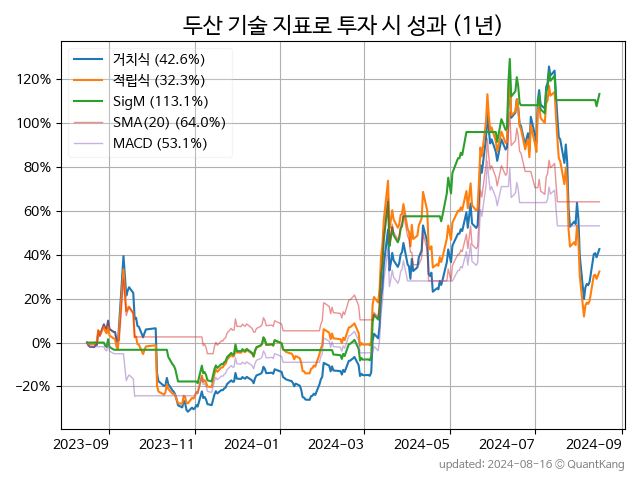 두산 기술 지표로 투자 시 성과 (1년)
거치식 (42.6%)
적립식 (32.3%)
SigM (113.1%)
SMA(20) (64.0%)
MACD (53.1%)
120%
100%
80%
60%
40%
20%
0%
−20%
2023−09
2023−11
2024−01
2024−03
2024−05
2024−07
2024−09
updated: 2024−08−16 © QuantKang